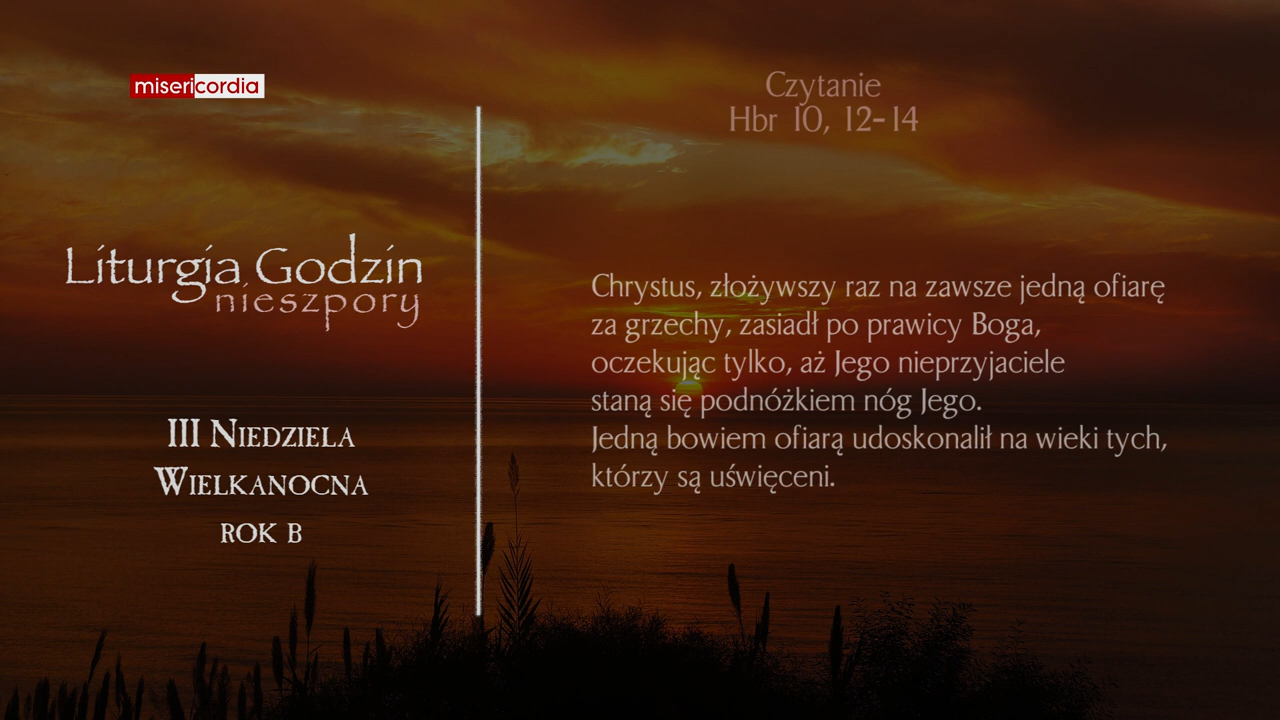 misericordia
Liturgia Godzin
nieszpory
III Niedziela
Wielkanocna
rok B
Czytanie
Hbr 10, 12-14
Chrystus, złożywszy raz na zawsze jedną ofiarę
za grzechy, zasiadł po prawicy Boga,
oczekując tylko, aż Jego nieprzyjaciele
staną się podnóżkiem nóg Jego.
Jedną bowiem ofiarą udoskonalił na wieki tych,
którzy są uświęceni.